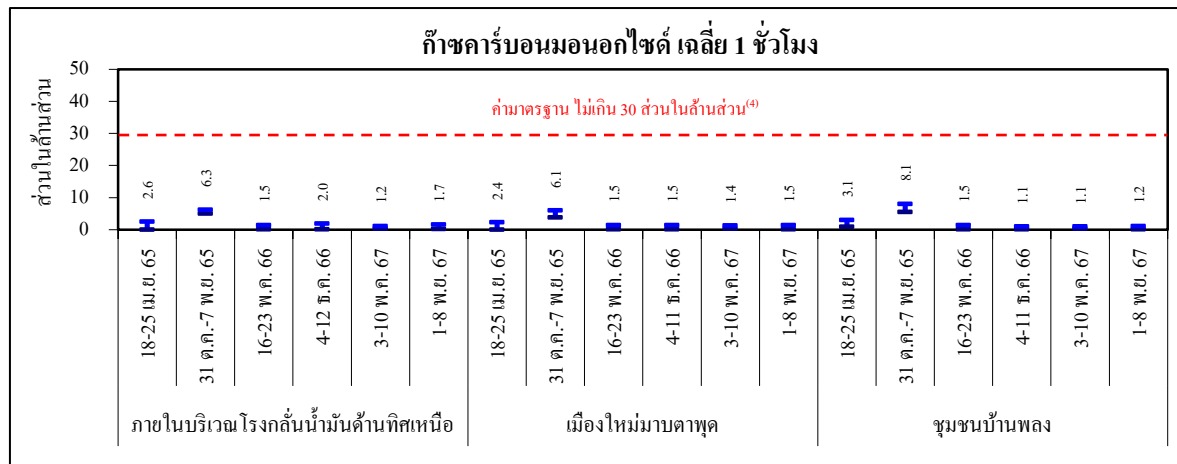 ก๊าซคาร์บอนมอนอกไซด์ เฉลี่ย 1 ชั่วโมง
ส่วนในล้านส่วน
50
40
30
20
10
0
ค่ามาตรฐาน ไม่เกิน 30 ส่วนในล้านส่วน(4)
2.6 6.3 1.5 2.0 1.2 1.7 2.4 6.1 1.5 1.5 1.4 1.5 3.1 8.1 1.5 1.1 1.1 1.2
18-25 เม.ย. 65
31 ต.ค.-7 พ.ย. 65
16-23 พ.ค. 66
4-12 ธ.ค. 66
3-10 พ.ค. 67
1-8 พ.ย. 67
18-25 เม.ย. 65
31 ต.ค.-7 พ.ย. 65
16-23 พ.ค. 66
4-11 ธ.ค. 66
3-10 พ.ค. 67
1-8 พ.ย. 67
18-25 เม.ย. 65
31 ต.ค.-7 พ.ย. 65
16-23 พ.ค. 66
4-11 ธ.ค. 66
3-10 พ.ค. 67
1-8 พ.ย. 67
ภายในบริเวณโรงกลั่นน้ำมันด้านทิศเหนือ
เมืองใหม่มาบตาพุด
ชุมชนบ้านพลง